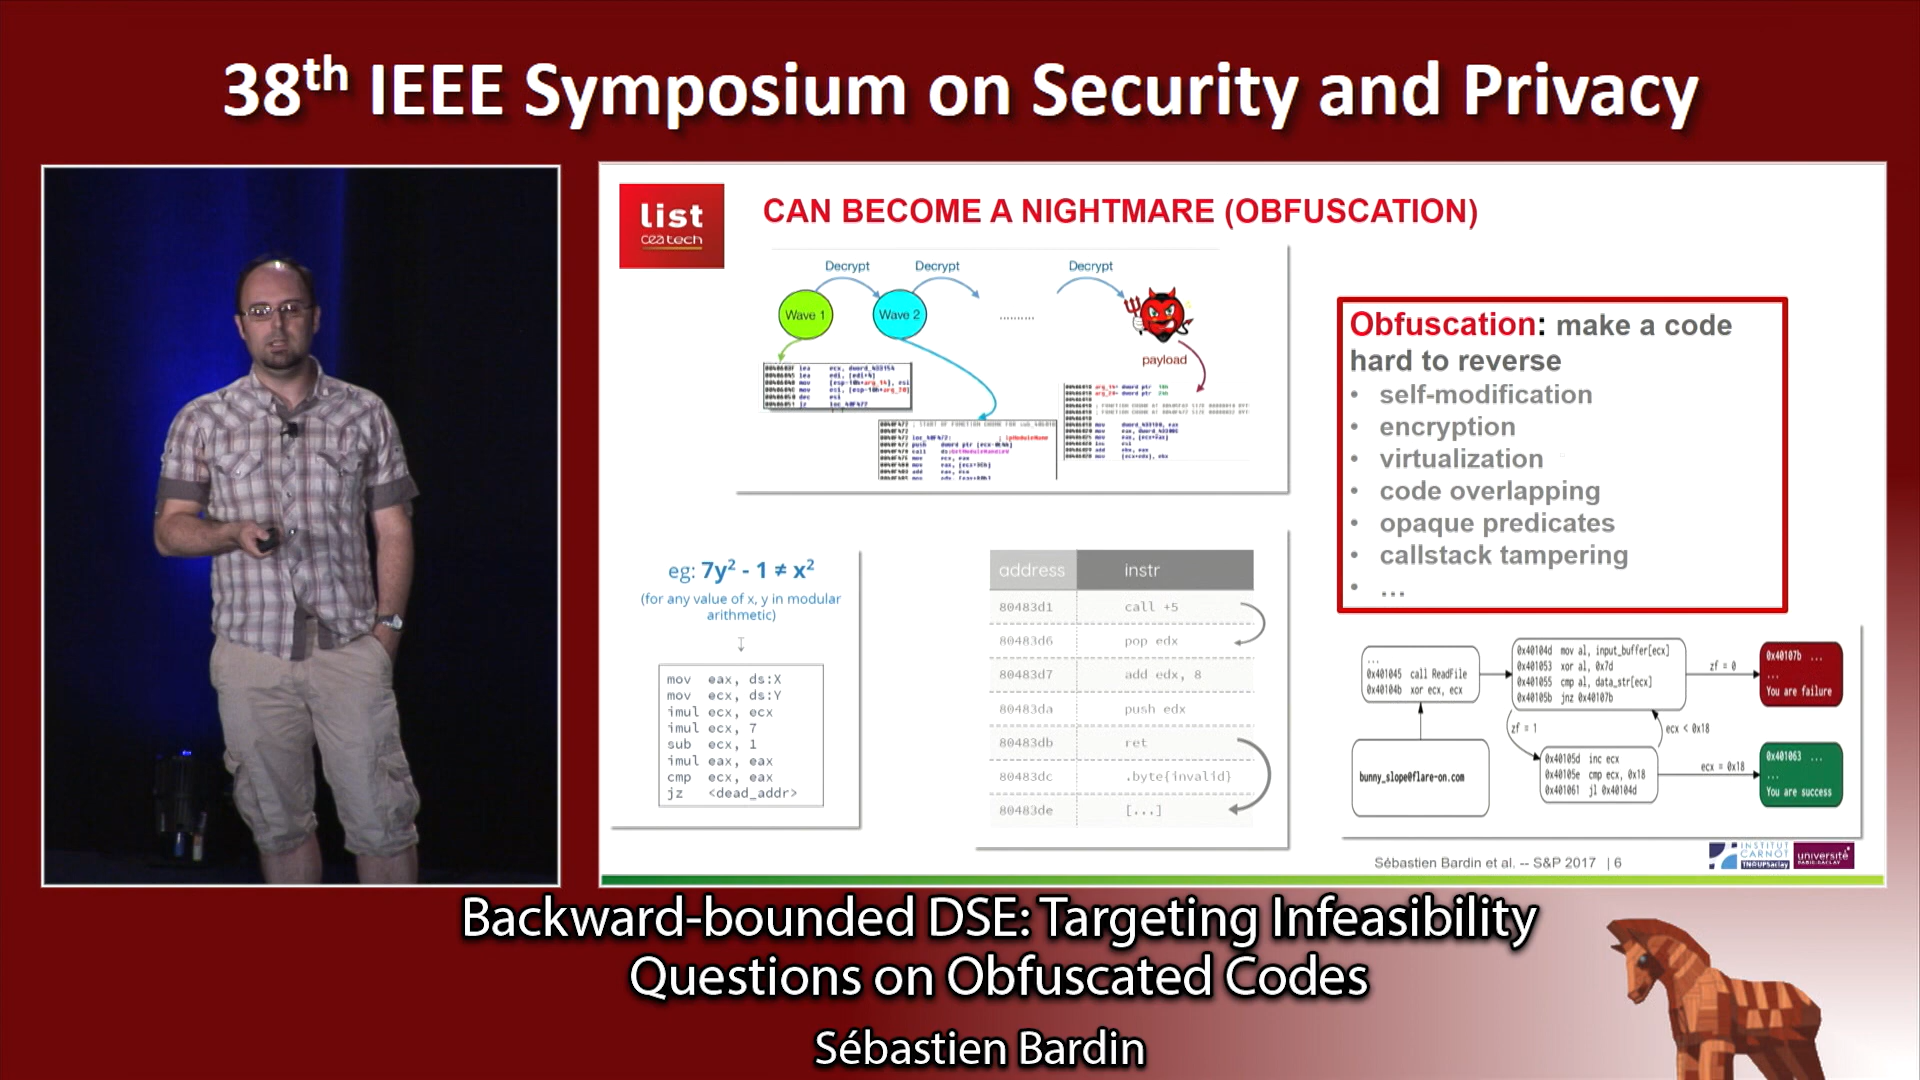 38th IEEE Symposium on Security and Privacy
list
ceatech
CAN BECOME A NIGHTMARE (OBFUSCATION)
Decrypt
Decrypt
Decrypt
Wave 1
Wave 2
..........
payload
Obfuscation: make a code
hard to reverse
• self-modification
• encryption
• virtualization
• code overlapping
• opaque predicates
• callstack tampering
• ...
eg: 7y² - 1 ≠ x²
(for any value of x, y in modular
arithmetic)
mov eax, ds:X
mov ecx, ds:Y
imul ecx, ecx
imul ecx, 7
sub ecx, 1
imul eax, eax
cmp ecx, eax
jz <dead_addr>
address instr
80483d1 call +5
80483d6 pop edx
80483d7 add edx, 8
80483da push edx
80483db ret
80483dc .byte{invalid}
80483de [...]
...
0x401045 call ReadFile
0x40104b xor ecx, ecx
0x40104d mov al, input_buffer[ecx]
0x401053 xor al, 0x7d
0x401055 cmp al, data_str[ecx]
0x40105b jnz 0x40107b
zf = 0
0x40107b ...
...
You are failure
zf = 1
ecx < 0x18
bunny_slope@flare-on.com
0x40105d inc ecx
0x40105e cmp ecx, 0x18
0x401061 jl 0x40104d
ecx = 0x18
0x401063 ...
...
You are success
Sébastien Bardin et al. -- S&P 2017 | 6
INSTITUT
CARNOT
université
PARIS-SACLAY
Backward-bounded DSE: Targeting Infeasibility
Questions on Obfuscated Codes
Sébastien Bardin